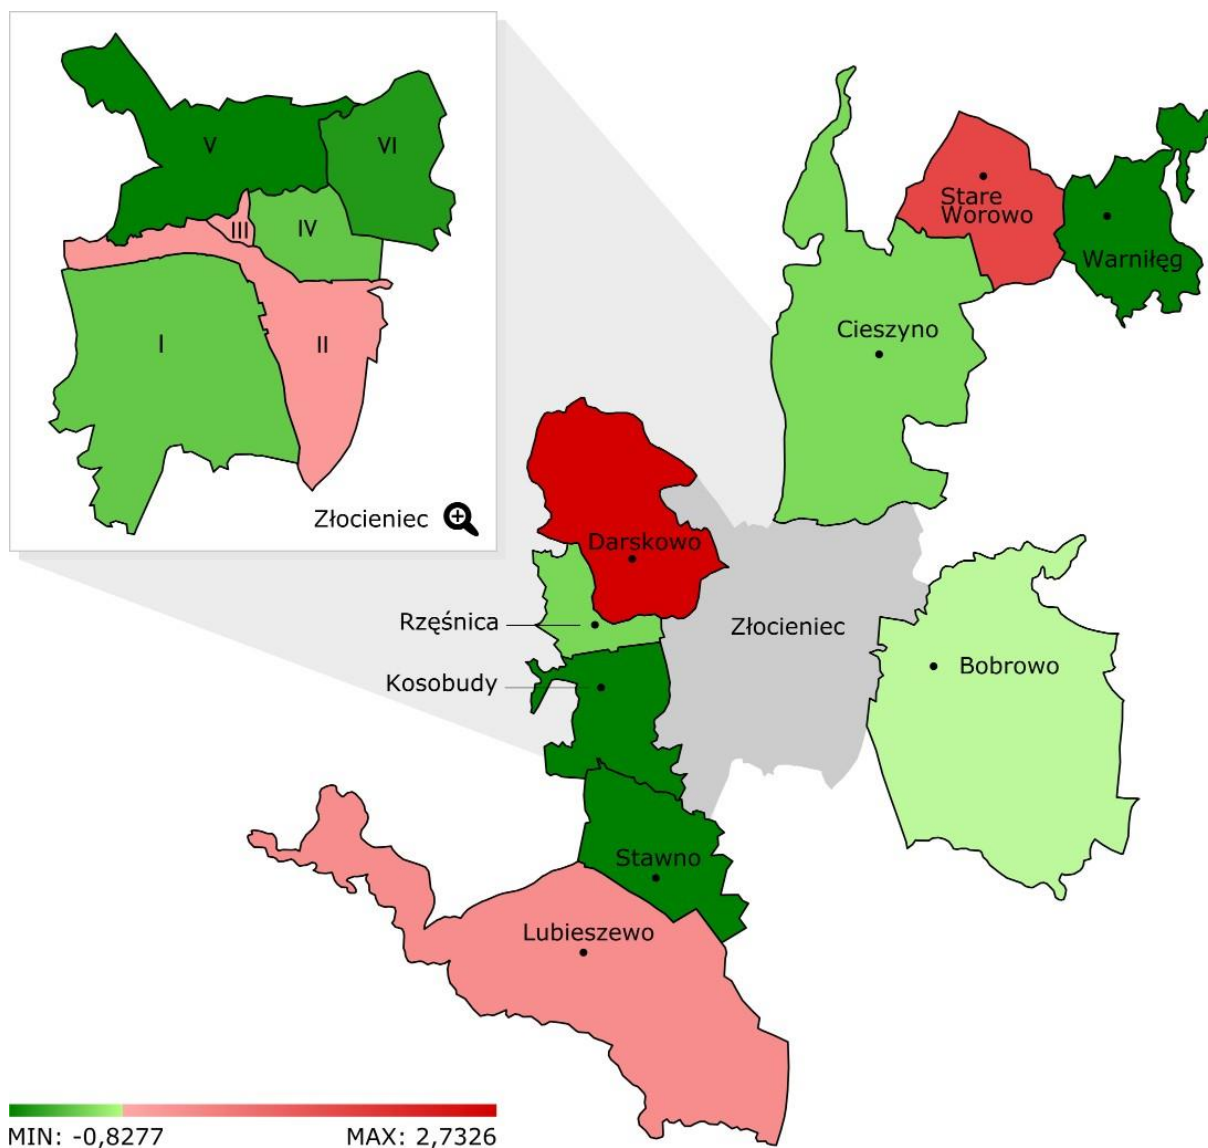 V
VI
III
IV
I
II
Złocieniec
Stare
Worowo
Warniłęg
Cieszyno
Darskowo
Rzęśnica
Złocieniec
Bobrowo
Kosobudy
Stawno
Lubieszewo
MIN: -0,8277
MAX: 2,7326